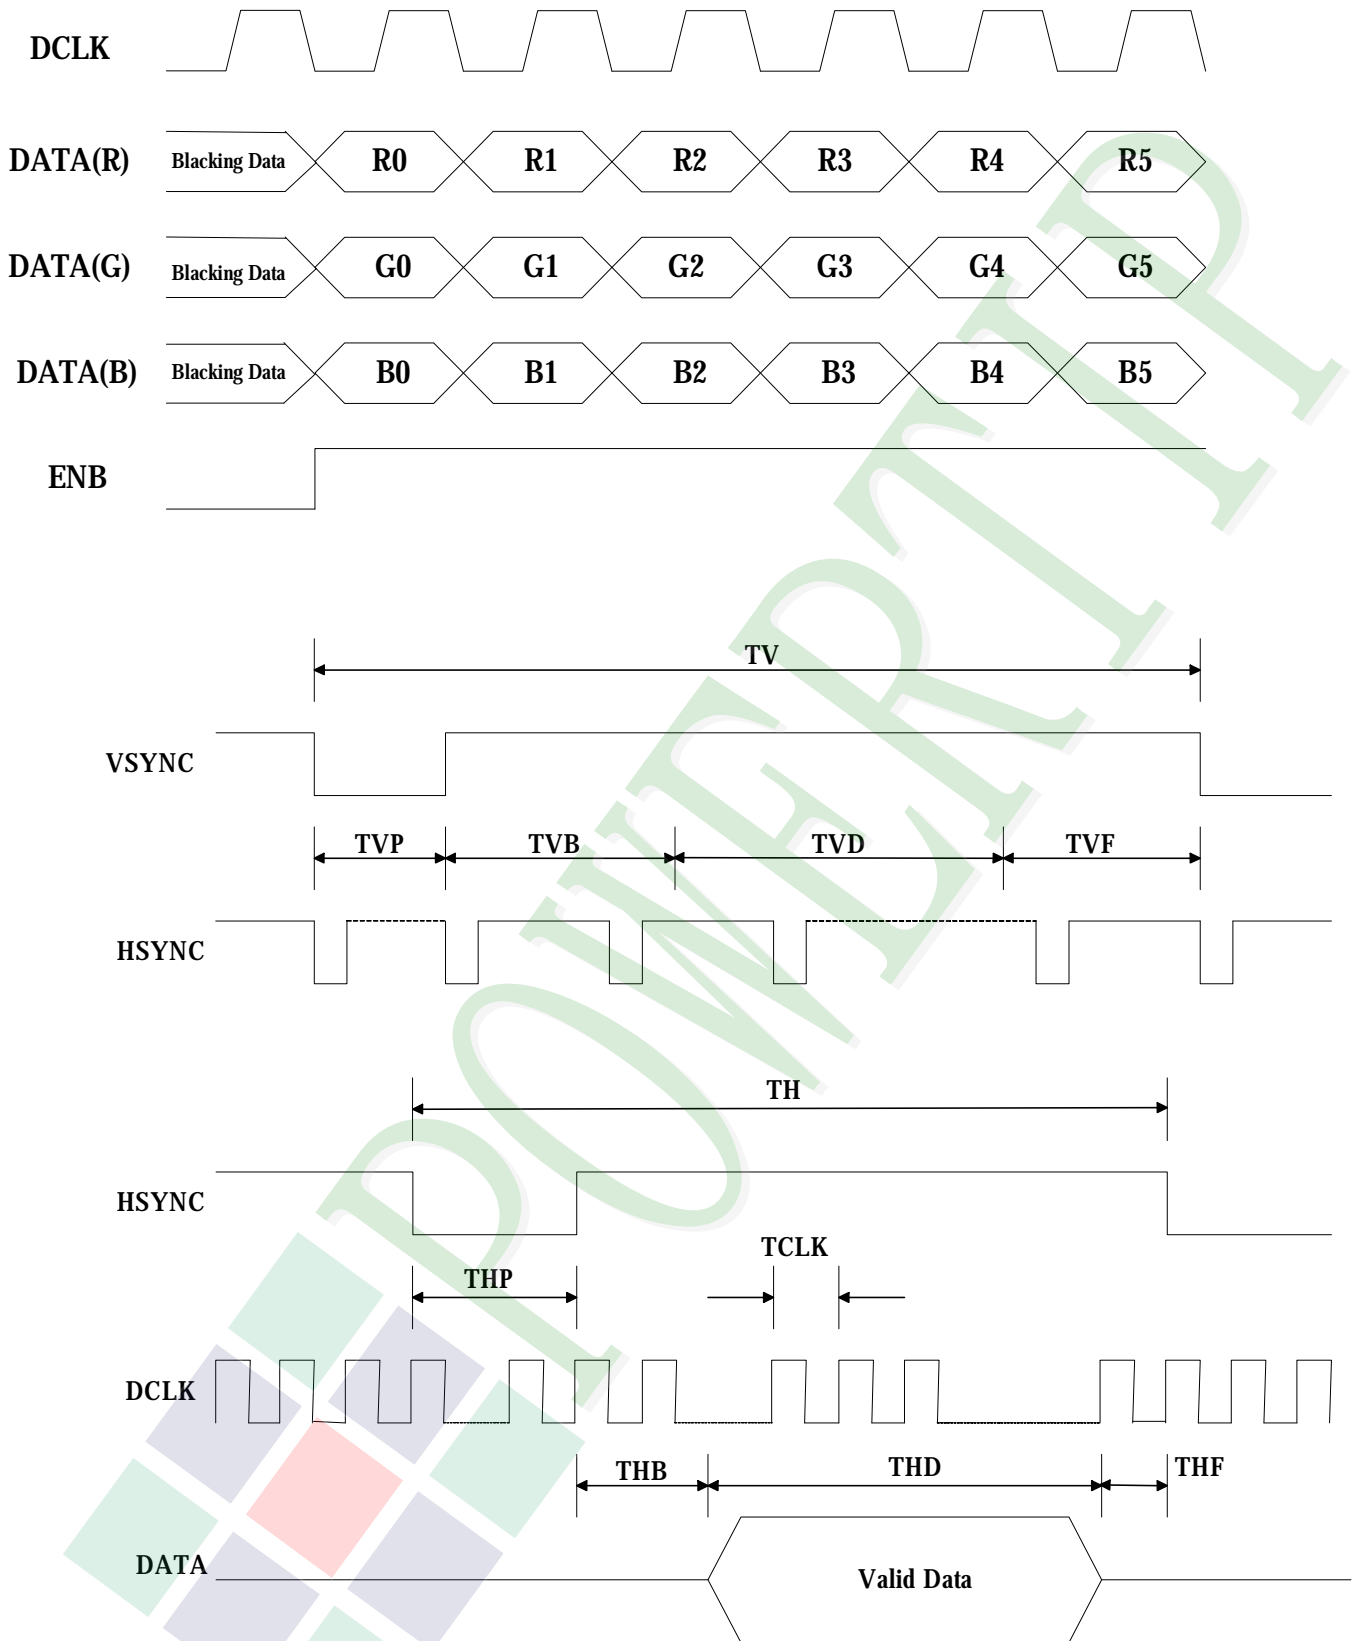 DCLK
DATA(R) Blacking Data R0 R1 R2 R3 R4 R5
DATA(G) Blacking Data G0 G1 G2 G3 G4 G5
DATA(B) Blacking Data B0 B1 B2 B3 B4 B5
ENB
TV
VSYNC
TVP TVB TVD TVF
HSYNC
TH
HSYNC
TCLK
THP
DCLK
THB THD THF
DATA Valid Data
POWERTIP